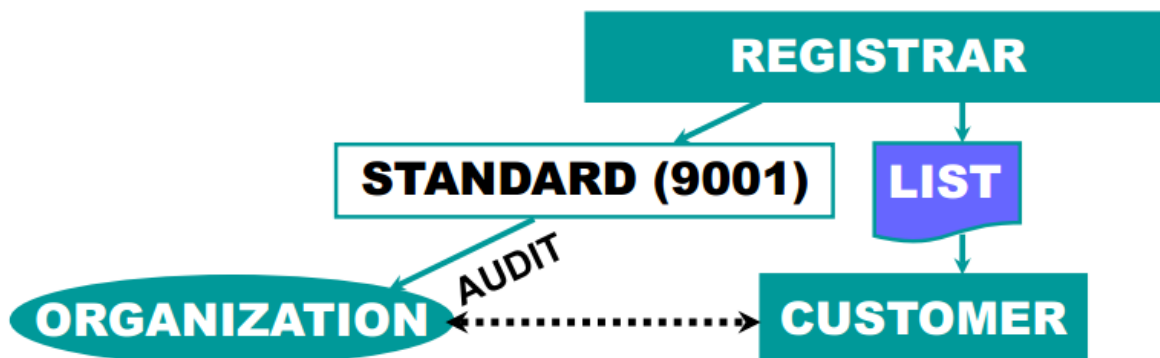 REGISTRAR
STANDARD (9001)
LIST
AUDIT
ORGANIZATION
CUSTOMER